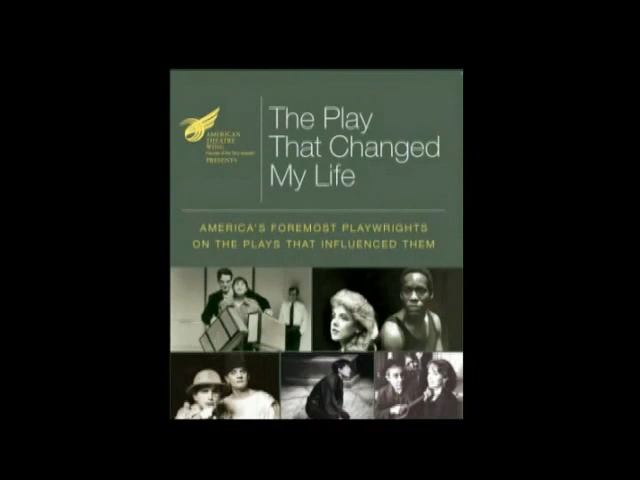 AMERICAN
THEATRE
WING
PRESENTS
The Play
That Changed
My Life
AMERICA'S FOREMOST PLAYWRIGHTS
ON THE PLAYS THAT INFLUENCED THEM